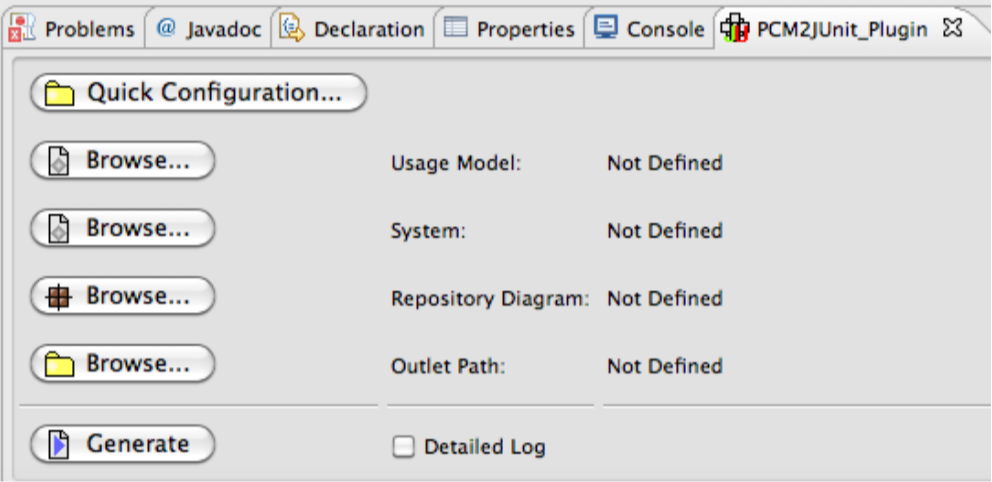 Problems @ Javadoc Declaration Properties Console PCM2JUnit_Plugin
Quick Configuration...
Browse... Usage Model: Not Defined
Browse... System: Not Defined
Browse... Repository Diagram: Not Defined
Browse... Outlet Path: Not Defined
Generate Detailed Log